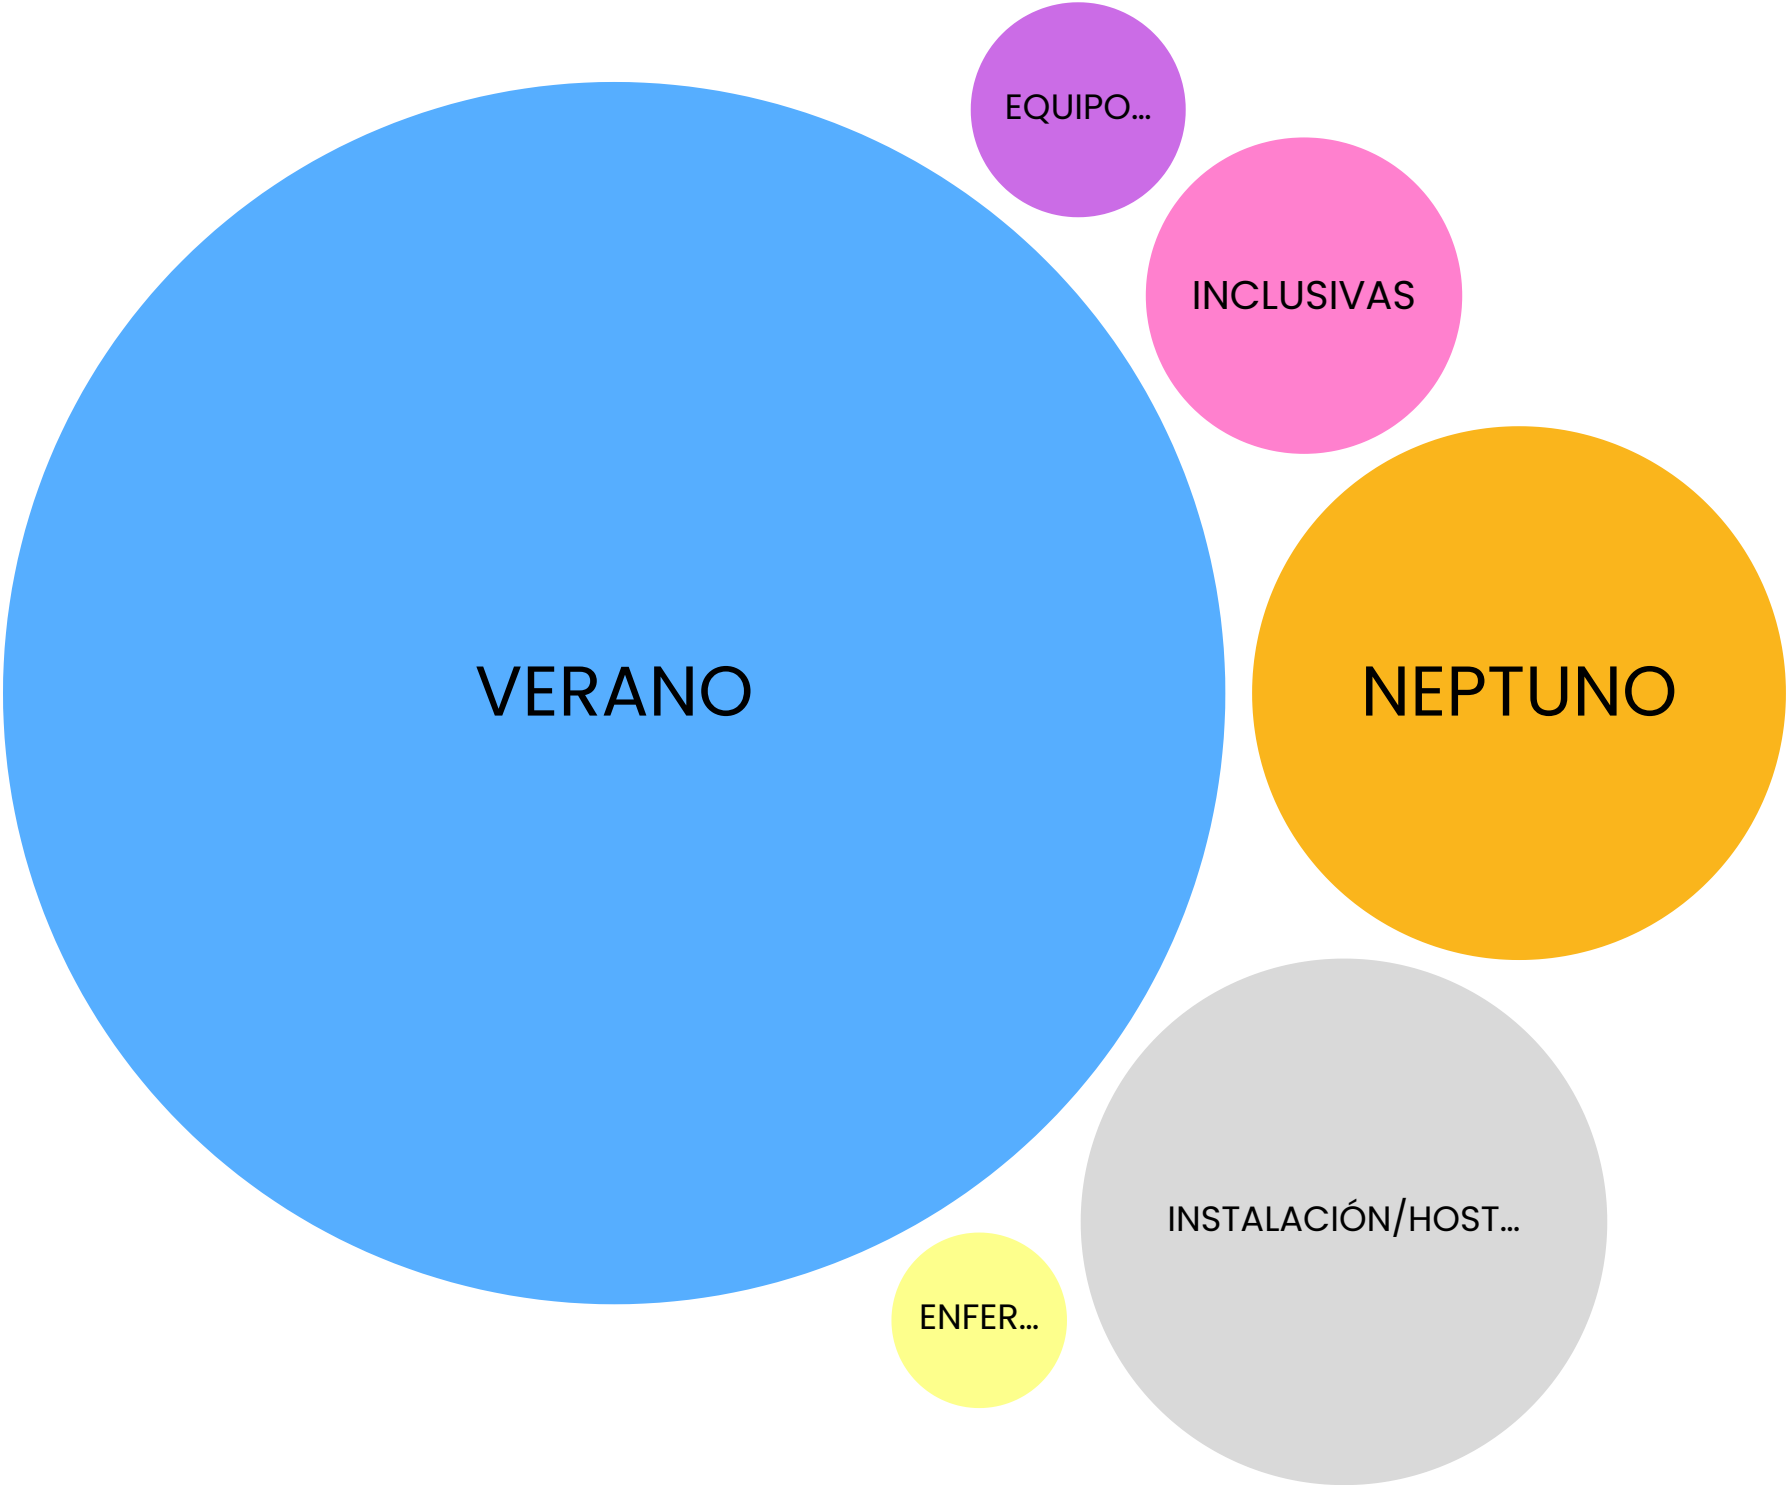 EQUIPO...
INCLUSIVAS
VERANO
NEPTUNO
INSTALACIÓN/HOST...
ENFER...